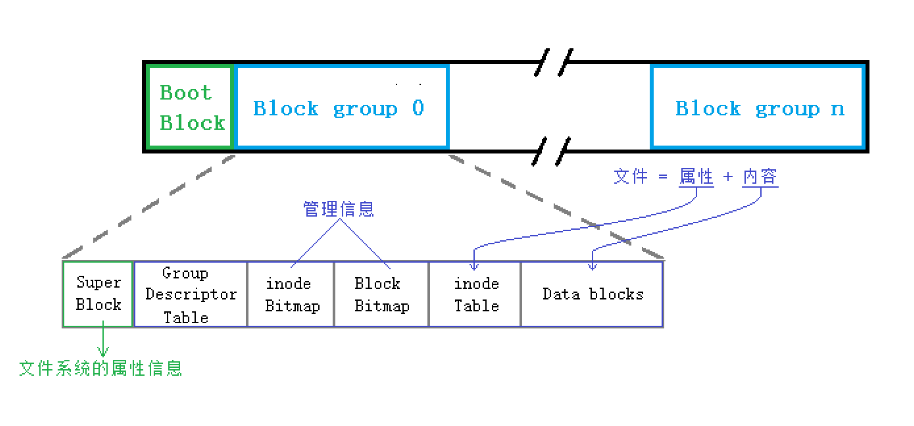 Boot
Block
Block group 0
Block group n
文件 = 属性 + 内容
管理信息
Super
Block
Group
Descriptor
Table
inode
Bitmap
Block
Bitmap
inode
Table
Data blocks
文件系统的属性信息